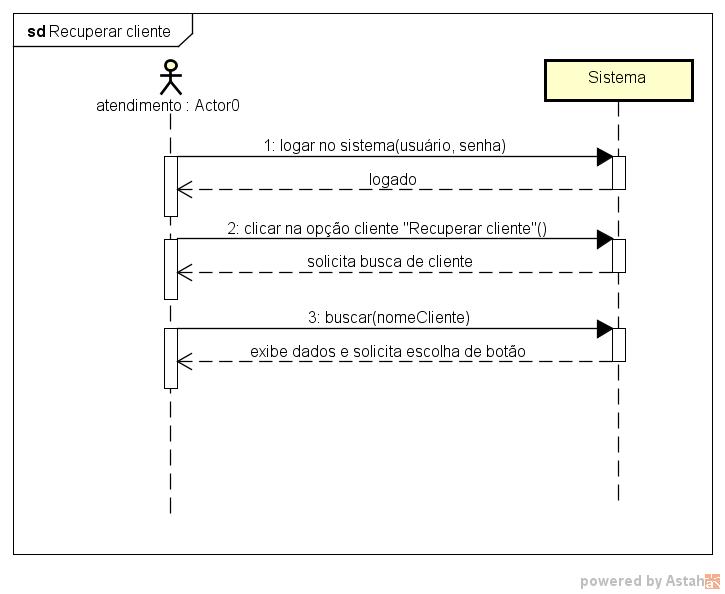 sd Recuperar cliente
atendimento : Actor0
Sistema
1: logar no sistema(usuário, senha)
logado
2: clicar na opção cliente "Recuperar cliente"()
solicita busca de cliente
3: buscar(nomeCliente)
exibe dados e solicita escolha de botão
powered by Astah